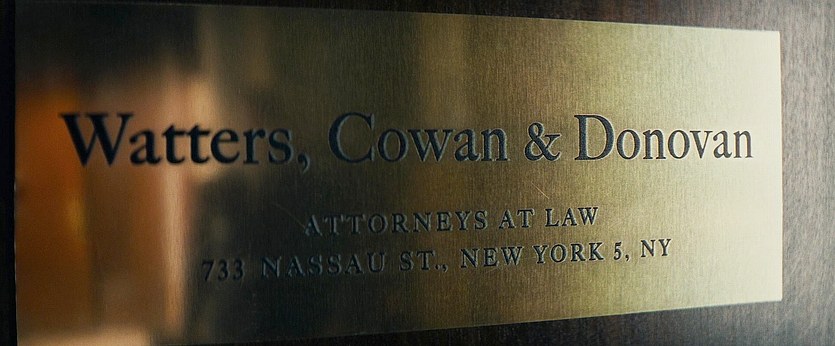 Watters, Cowan & Donovan
ATTORNEYS AT LAW
733 NASSAU ST., NEW YORK 5, NY